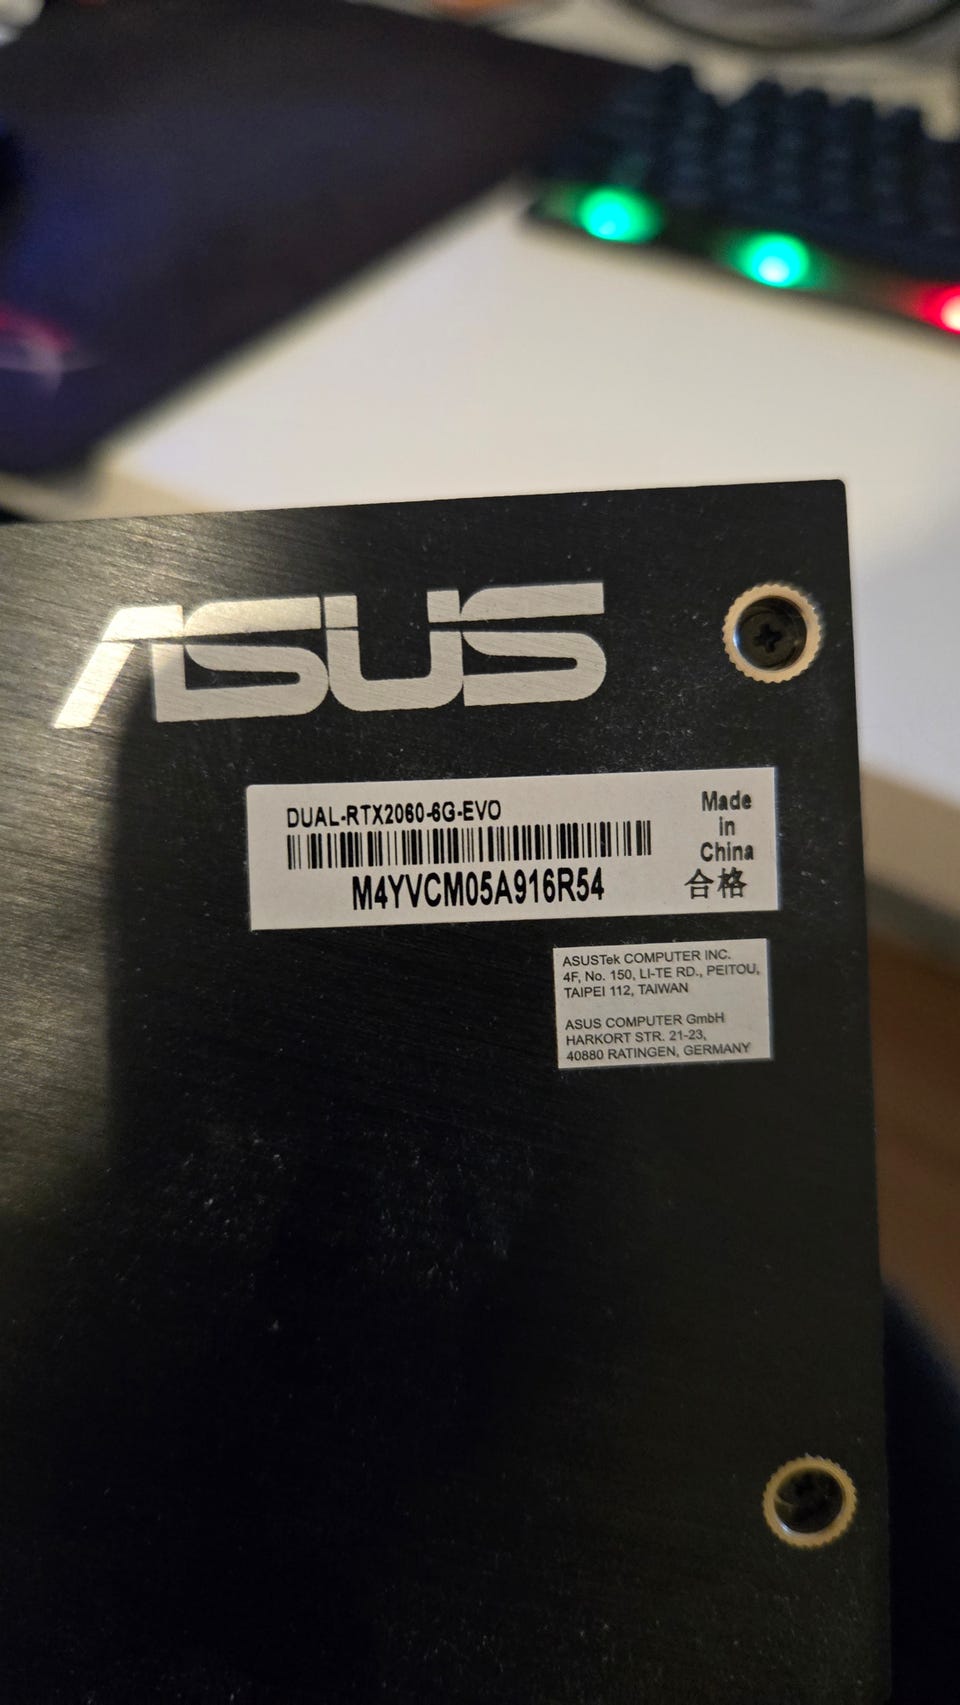 ASUS
DUAL-RTX2060-6G-EVO
M4YVCM05A916R54
Made
in
China
合格
ASUSTek COMPUTER INC.
4F, No. 150, LI-TE RD., PEITOU,
TAIPEI 112, TAIWAN
ASUS COMPUTER GmbH
HARKORT STR. 21-23,
40880 RATINGEN, GERMANY